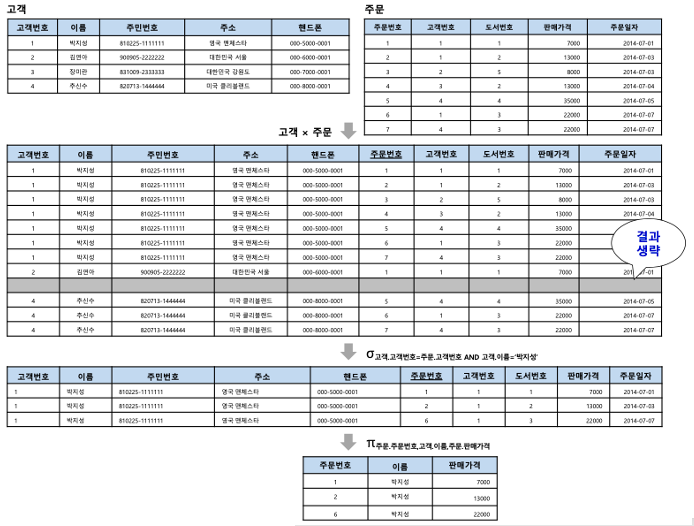 고객
고객번호 이름 주민번호 주소 핸드폰
1 박지성 810225-1111111 영국 맨체스타 000-5000-0001
2 김연아 900905-2222222 대한민국 서울 000-6000-0001
3 장미란 831009-2333333 대한민국 강원도 000-7000-0001
4 추신수 820713-1444444 미국 클리블랜드 000-8000-0001
주문
주문번호 고객번호 도서번호 판매가격 주문일자
1 1 1 7000 2014-07-01
2 1 2 13000 2014-07-03
3 2 5 8000 2014-07-03
4 3 2 13000 2014-07-04
5 4 4 35000 2014-07-05
6 1 3 22000 2014-07-07
7 4 3 22000 2014-07-07
고객 × 주문
고객번호 이름 주민번호 주소 핸드폰 주문번호 고객번호 도서번호 판매가격 주문일자
1 박지성 810225-1111111 영국 맨체스타 000-5000-0001 1 1 1 7000 2014-07-01
1 박지성 810225-1111111 영국 맨체스타 000-5000-0001 2 1 2 13000 2014-07-03
1 박지성 810225-1111111 영국 맨체스타 000-5000-0001 3 2 5 8000 2014-07-03
1 박지성 810225-1111111 영국 맨체스타 000-5000-0001 4 3 2 13000 2014-07-04
1 박지성 810225-1111111 영국 맨체스타 000-5000-0001 5 4 4 35000
1 박지성 810225-1111111 영국 맨체스타 000-5000-0001 6 1 3 22000
1 박지성 810225-1111111 영국 맨체스타 000-5000-0001 7 4 3 22000
2 김연아 900905-2222222 대한민국 서울 000-6000-0001 1 1 1 7000
결과
생략
4 추신수 820713-1444444 미국 클리블랜드 000-8000-0001 5 4 4 35000 2014-07-05
4 추신수 820713-1444444 미국 클리블랜드 000-8000-0001 6 1 3 22000 2014-07-07
4 추신수 820713-1444444 미국 클리블랜드 000-8000-0001 7 4 3 22000 2014-07-07
σ고객.고객번호=주문.고객번호 AND 고객.이름='박지성'
고객번호 이름 주민번호 주소 핸드폰 주문번호 고객번호 도서번호 판매가격 주문일자
1 박지성 810225-1111111 영국 맨체스타 000-5000-0001 1 1 1 7000 2014-07-01
1 박지성 810225-1111111 영국 맨체스타 000-5000-0001 2 1 2 13000 2014-07-03
1 박지성 810225-1111111 영국 맨체스타 000-5000-0001 6 1 3 22000 2014-07-07
π주문.주문번호,고객.이름,주문.판매가격
주문번호 이름 판매가격
1 박지성 7000
2 박지성 13000
6 박지성 22000